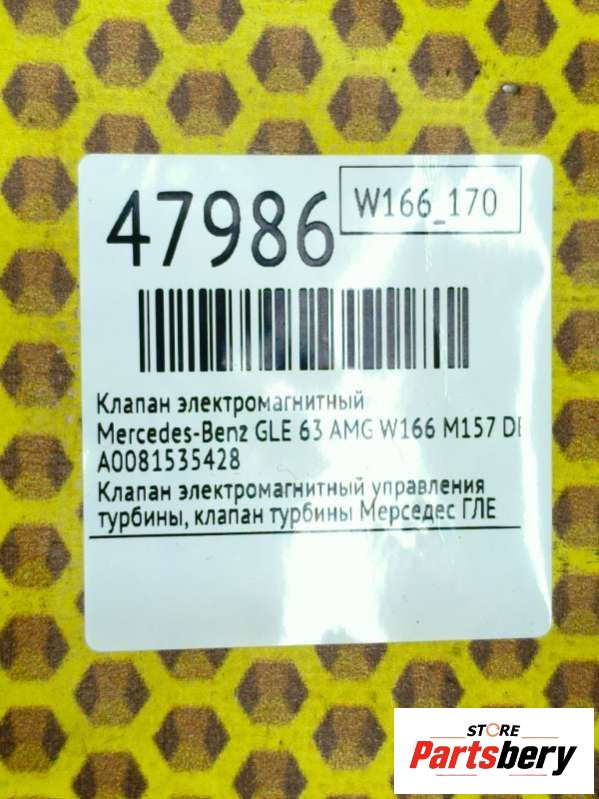 47986
W166_170
Клапан электромагнитный
Mercedes-Benz GLE 63 AMG W166 M157 DE
A0081535428
Клапан электромагнитный управления
турбины, клапан турбины Мерседес ГЛЕ
STORE
Partsbery